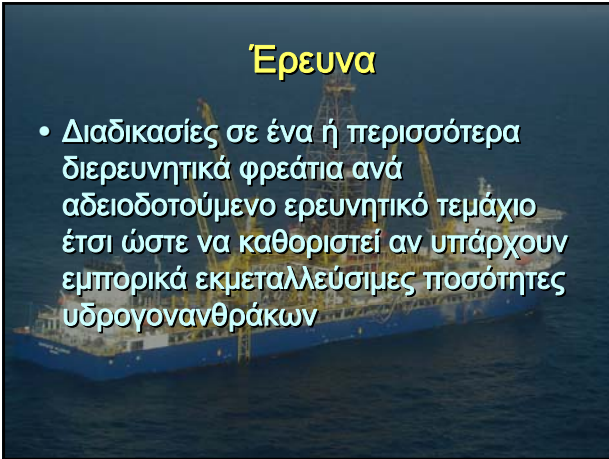 Έρευνα
• Διαδικασίες σε ένα ή περισσότερα
διερευνητικά φρεάτια ανά
αδειοδοτούμενο ερευνητικό τεμάχιο
έτσι ώστε να καθοριστεί αν υπάρχουν
εμπορικά εκμεταλλεύσιμες ποσότητες
υδρογονανθράκων